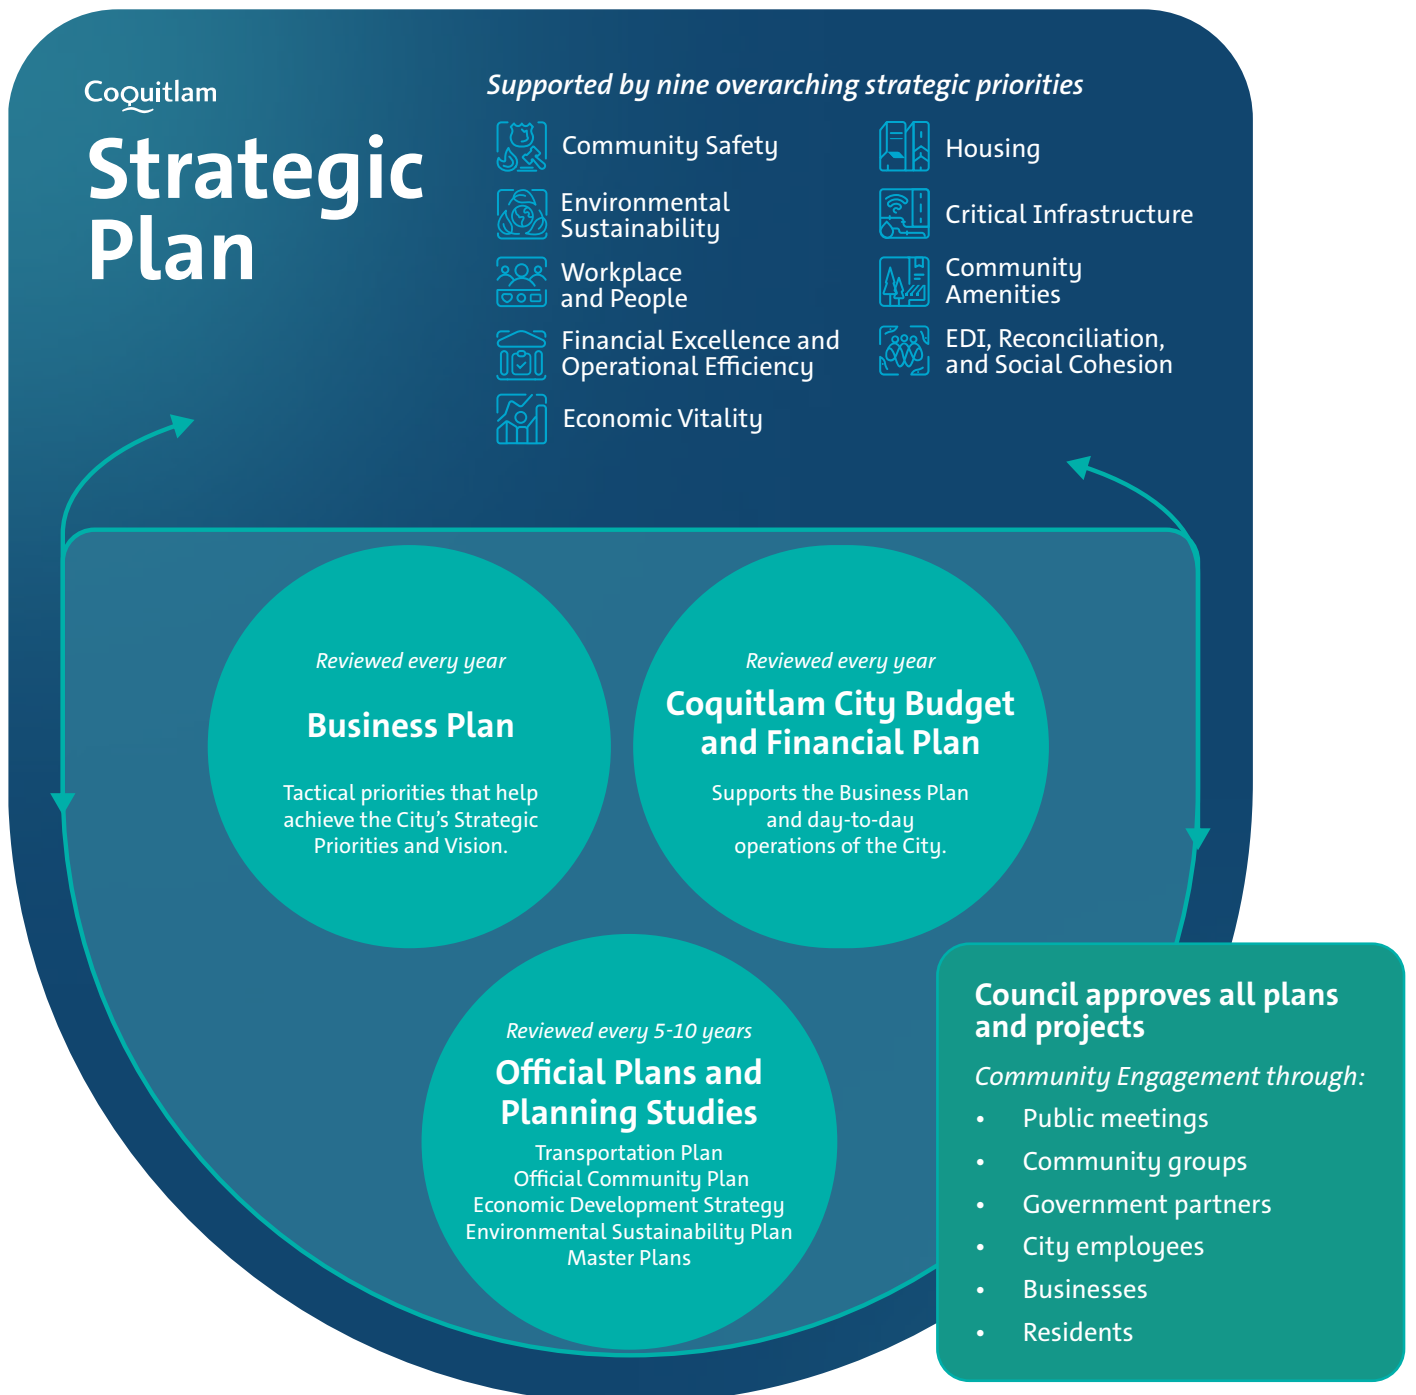 Coquitlam
Strategic
Plan
Supported by nine overarching strategic priorities
Community Safety
Environmental
Sustainability
Workplace
and People
Financial Excellence and
Operational Efficiency
Economic Vitality
Housing
Critical Infrastructure
Community
Amenities
EDI, Reconciliation,
and Social Cohesion
Reviewed every year
Business Plan
Tactical priorities that help
achieve the City’s Strategic
Priorities and Vision.
Reviewed every year
Coquitlam City Budget
and Financial Plan
Supports the Business Plan
and day-to-day
operations of the City.
Reviewed every 5-10 years
Official Plans and
Planning Studies
Transportation Plan
Official Community Plan
Economic Development Strategy
Environmental Sustainability Plan
Master Plans
Council approves all plans
and projects
Community Engagement through:
• Public meetings
• Community groups
• Government partners
• City employees
• Businesses
• Residents